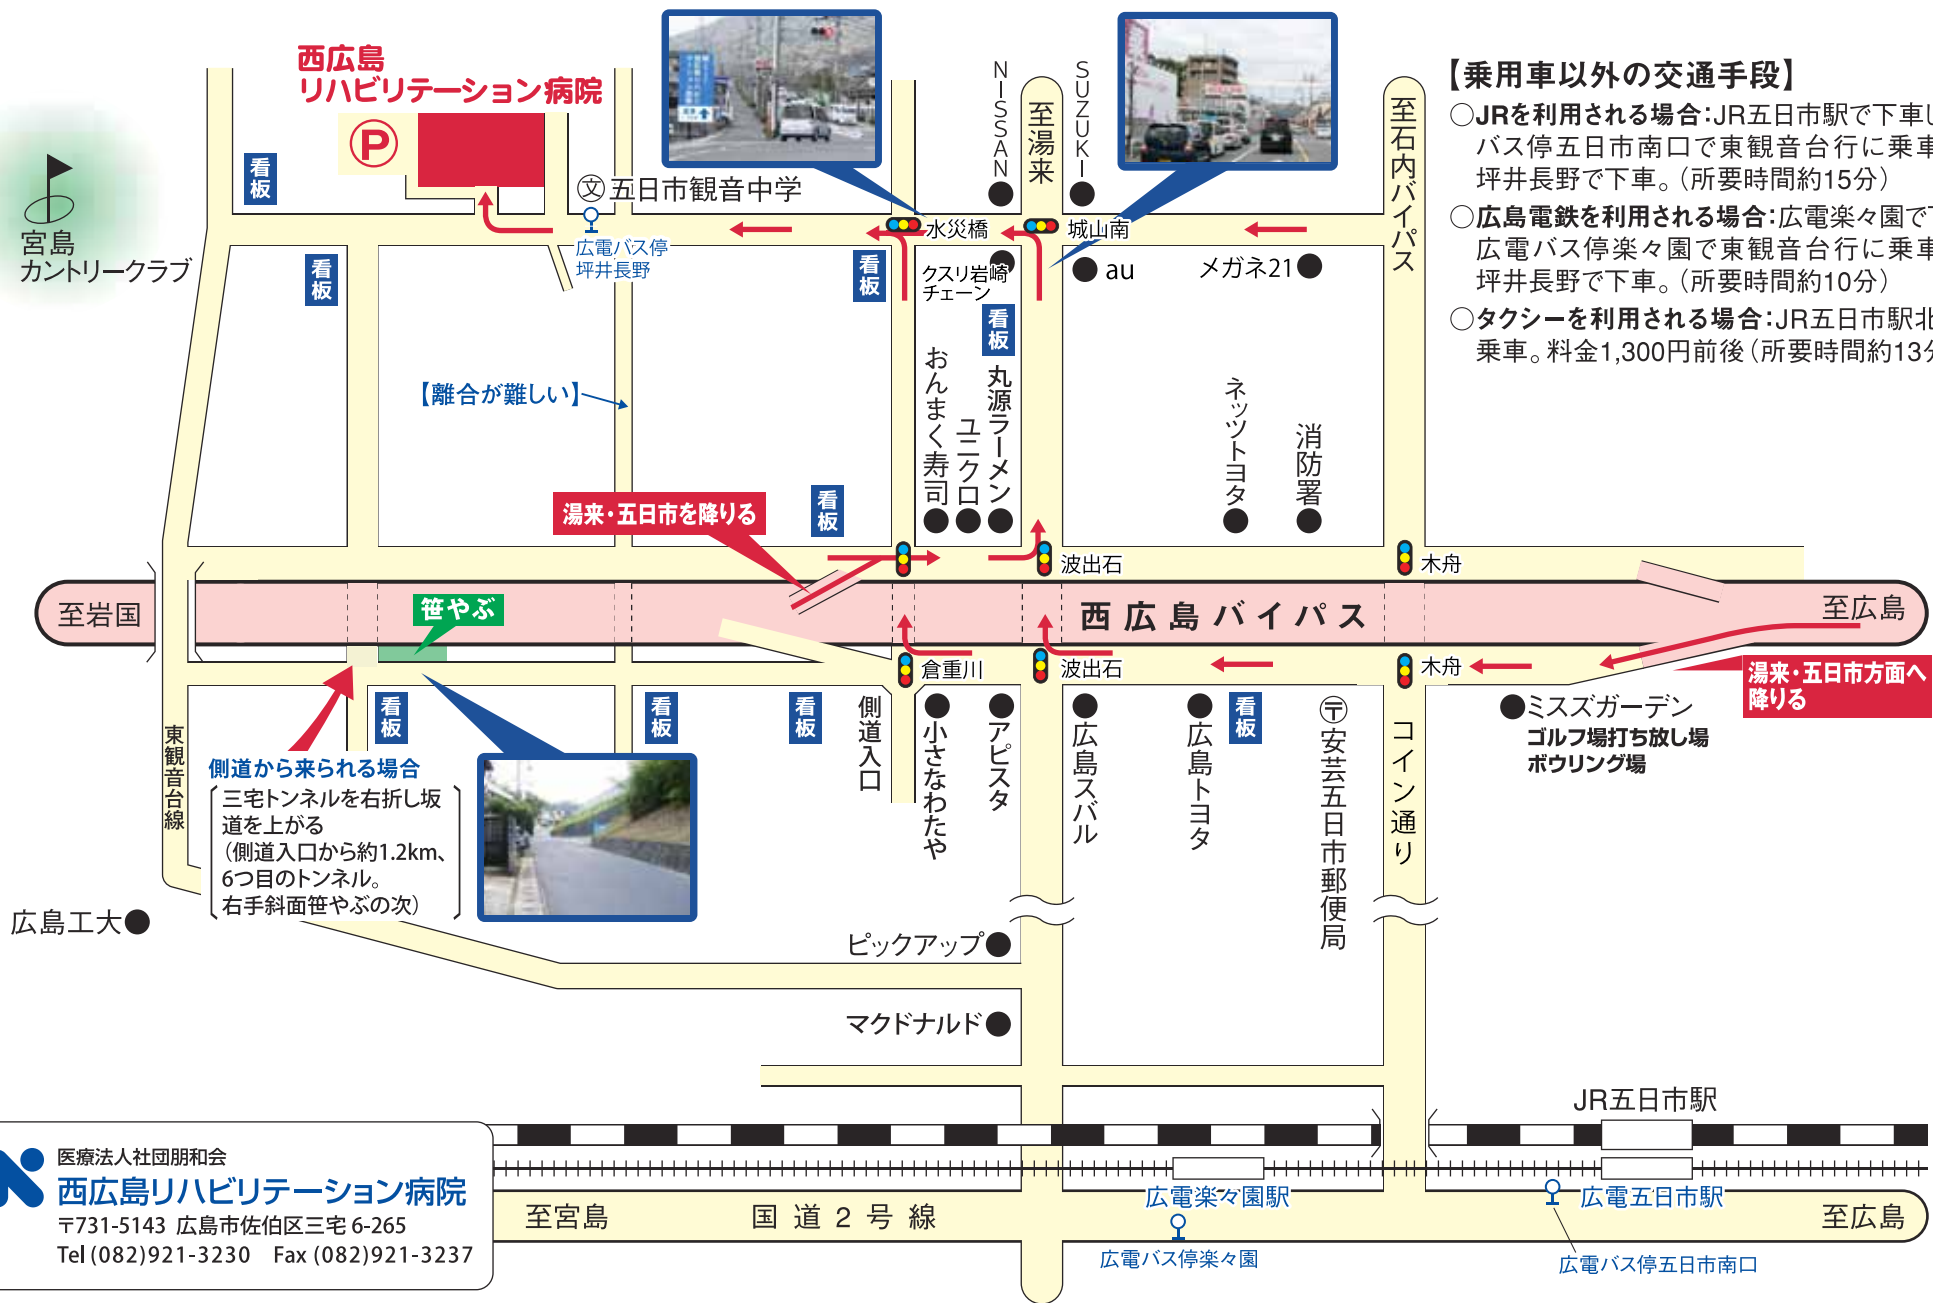 西広島
リハビリテーション病院
P
看板
宮島
カントリークラブ
文 五日市観音中学
広電バス停
坪井長野
看板
NISSAN
至湯来
SUZUKI
至石内バイパス
水災橋
城山南
看板
クスリ岩崎
チェーン
au
メガネ21
看板
【離合が難しい】
おんまく寿司
ユニクロ
丸源ラーメン
ネッツトヨタ
消防署
【乗用車以外の交通手段】
○JRを利用される場合:JR五日市駅で下車し
バス停五日市南口で東観音台行に乗車
坪井長野で下車。(所要時間約15分)
○広島電鉄を利用される場合:広電楽々園で
広電バス停楽々園で東観音台行に乗車
坪井長野で下車。(所要時間約10分)
○タクシーを利用される場合:JR五日市駅北
乗車。料金1,300円前後(所要時間約13分
湯来・五日市を降りる
看板
波出石
木舟
至岩国
笹やぶ
西広島バイパス
至広島
倉重川
波出石
木舟
湯来・五日市方面へ
降りる
東観音台線
看板
看板
看板
側道入口
小さなわたや
アピスタ
広島スバル
広島トヨタ
看板
〒安芸五日市郵便局
コイン通り
ミスズガーデン
ゴルフ場打ち放し場
ボウリング場
側道から来られる場合
三宅トンネルを右折し坂
道を上がる
(側道入口から約1.2km、
6つ目のトンネル。
右手斜面笹やぶの次)
広島工大
ピックアップ
マクドナルド
JR五日市駅
医療法人社団朋和会
西広島リハビリテーション病院
〒731-5143 広島市佐伯区三宅6-265
Tel (082)921-3230 Fax (082)921-3237
至宮島
国道2号線
広電楽々園駅
広電五日市駅
至広島
広電バス停楽々園
広電バス停五日市南口